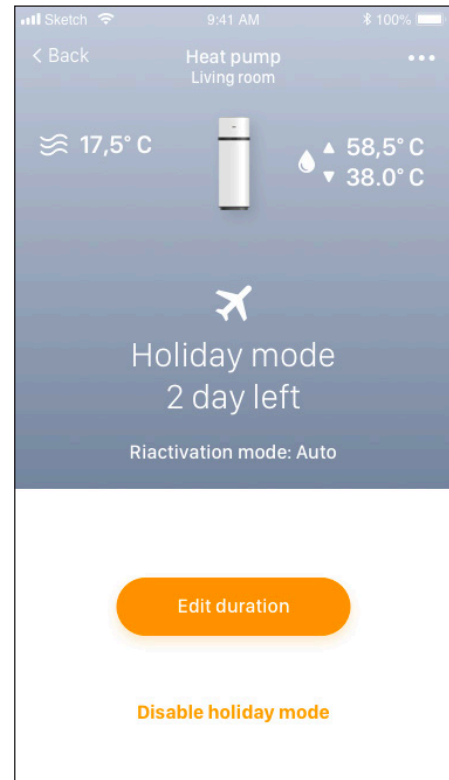 Sketch 9:41 AM 100%
< Back Heat pump •••
Living room
17,5° C ▲ 58,5° C
▼ 38.0° C
Holiday mode
2 day left
Riactivation mode: Auto
Edit duration
Disable holiday mode